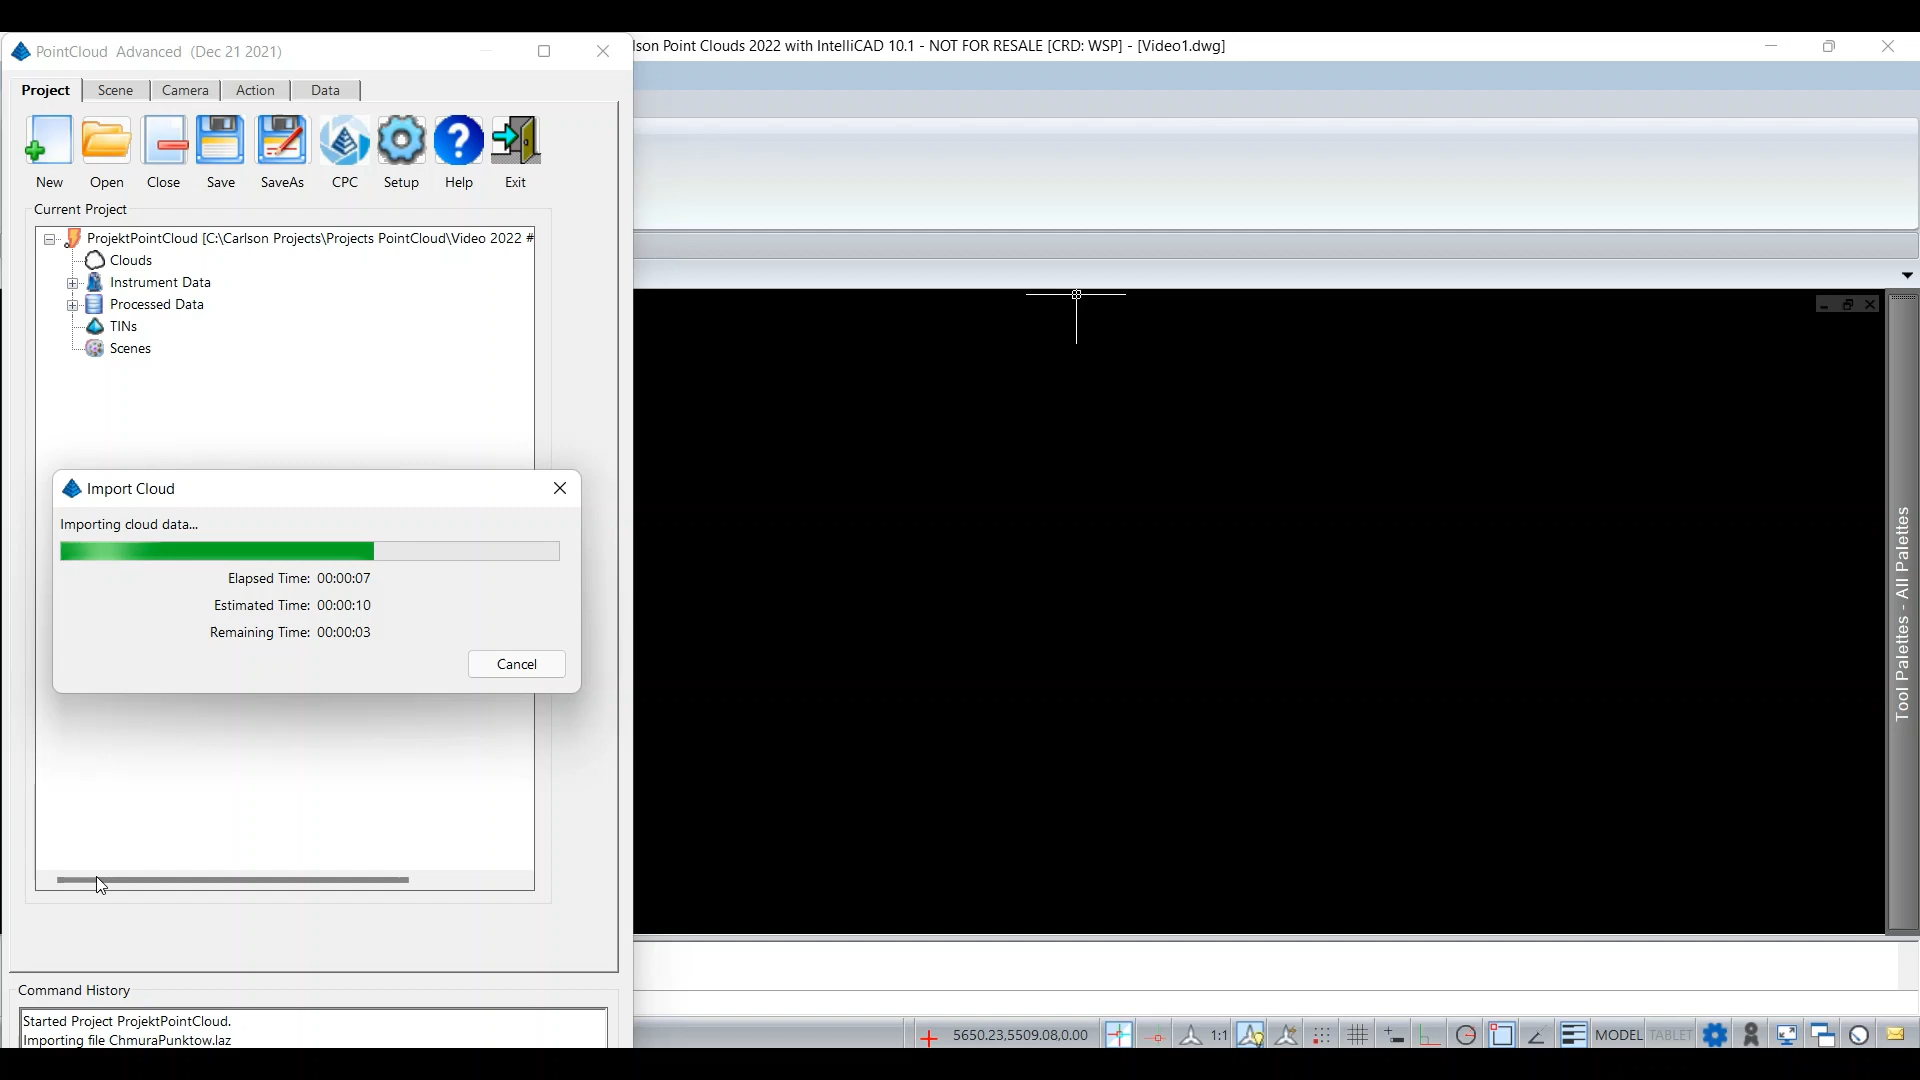 PointCloud Advanced (Dec 21 2021)
lson Point Clouds 2022 with IntelliCAD 10.1 - NOT FOR RESALE [CRD: WSP] - [Video1.dwg]
Project Scene Camera Action Data
New Open Close Save SaveAs CPC Setup Help Exit
Current Project
ProjektPointCloud [C:\Carlson Projects\Projects PointCloud\Video 2022 #
Clouds
Instrument Data
Processed Data
TINs
Scenes
Import Cloud
Importing cloud data...
Elapsed Time: 00:00:07
Estimated Time: 00:00:10
Remaining Time: 00:00:03
Cancel
Tool Palettes - All Palettes
Command History
Started Project ProjektPointCloud.
Importing file ChmuraPunktow.laz
5650.23,5509.08,0.00 1:1 MODEL TABLET